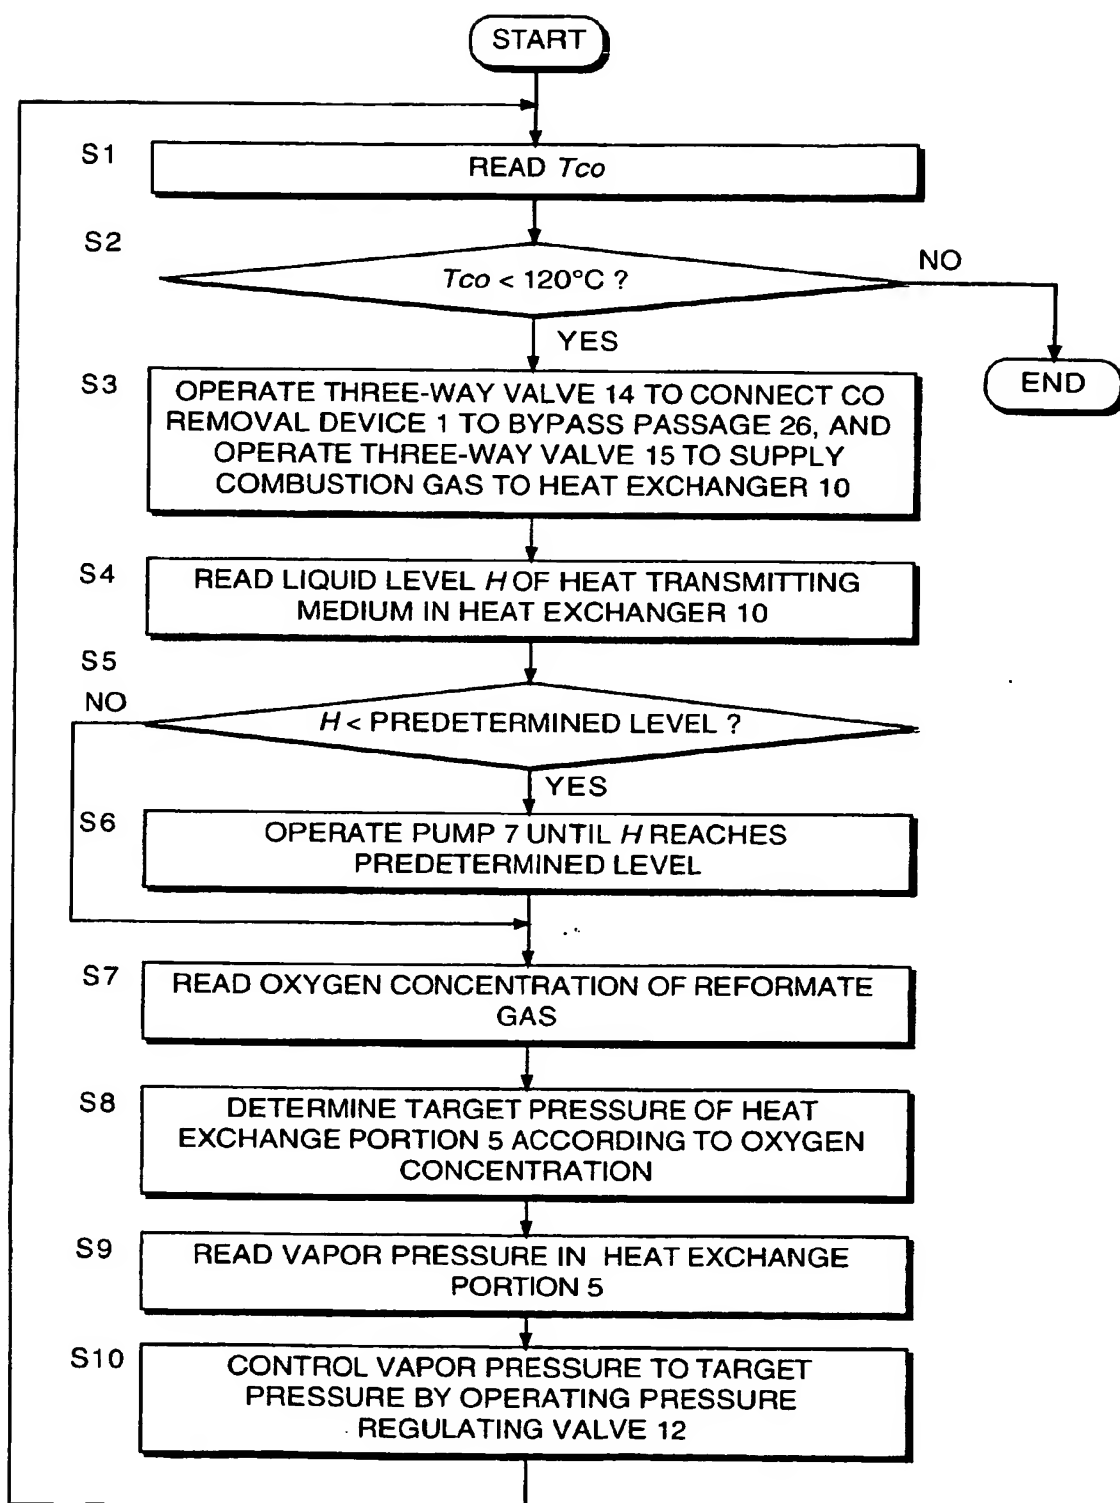 START
S1
READ Tco
S2
Tco < 120°C ?
NO
YES
END
S3
OPERATE THREE-WAY VALVE 14 TO CONNECT CO
REMOVAL DEVICE 1 TO BYPASS PASSAGE 26, AND
OPERATE THREE-WAY VALVE 15 TO SUPPLY
COMBUSTION GAS TO HEAT EXCHANGER 10
S4
READ LIQUID LEVEL H OF HEAT TRANSMITTING
MEDIUM IN HEAT EXCHANGER 10
S5
NO
H < PREDETERMINED LEVEL ?
YES
S6
OPERATE PUMP 7 UNTIL H REACHES
PREDETERMINED LEVEL
S7
READ OXYGEN CONCENTRATION OF REFORMATE
GAS
S8
DETERMINE TARGET PRESSURE OF HEAT
EXCHANGE PORTION 5 ACCORDING TO OXYGEN
CONCENTRATION
S9
READ VAPOR PRESSURE IN HEAT EXCHANGE
PORTION 5
S10
CONTROL VAPOR PRESSURE TO TARGET
PRESSURE BY OPERATING PRESSURE
REGULATING VALVE 12